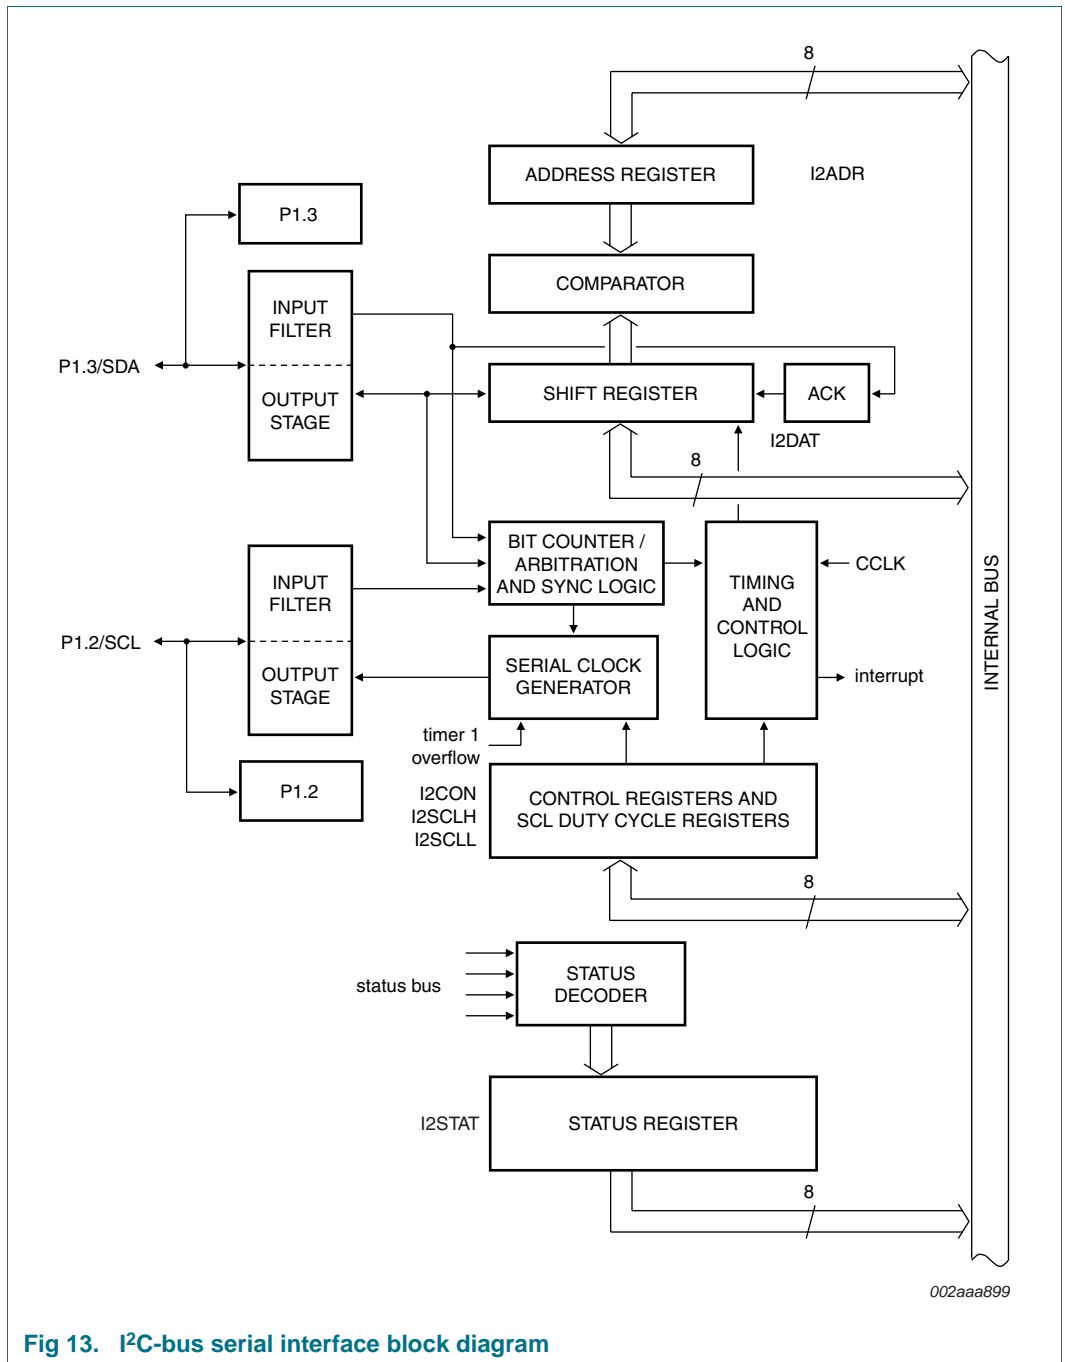 8
ADDRESS REGISTER
I2ADR
P1.3
COMPARATOR
INPUT
FILTER
P1.3/SDA
OUTPUT
STAGE
SHIFT REGISTER
ACK
I2DAT
8
BIT COUNTER /
ARBITRATION
AND SYNC LOGIC
INPUT
FILTER
TIMING
AND
CONTROL
LOGIC
CCLK
INTERNAL BUS
P1.2/SCL
OUTPUT
STAGE
SERIAL CLOCK
GENERATOR
interrupt
timer 1
overflow
P1.2
I2CON
I2SCLH
I2SCLL
CONTROL REGISTERS AND
SCL DUTY CYCLE REGISTERS
8
status bus
STATUS
DECODER
I2STAT
STATUS REGISTER
8
002aaa899
Fig 13. I²C-bus serial interface block diagram